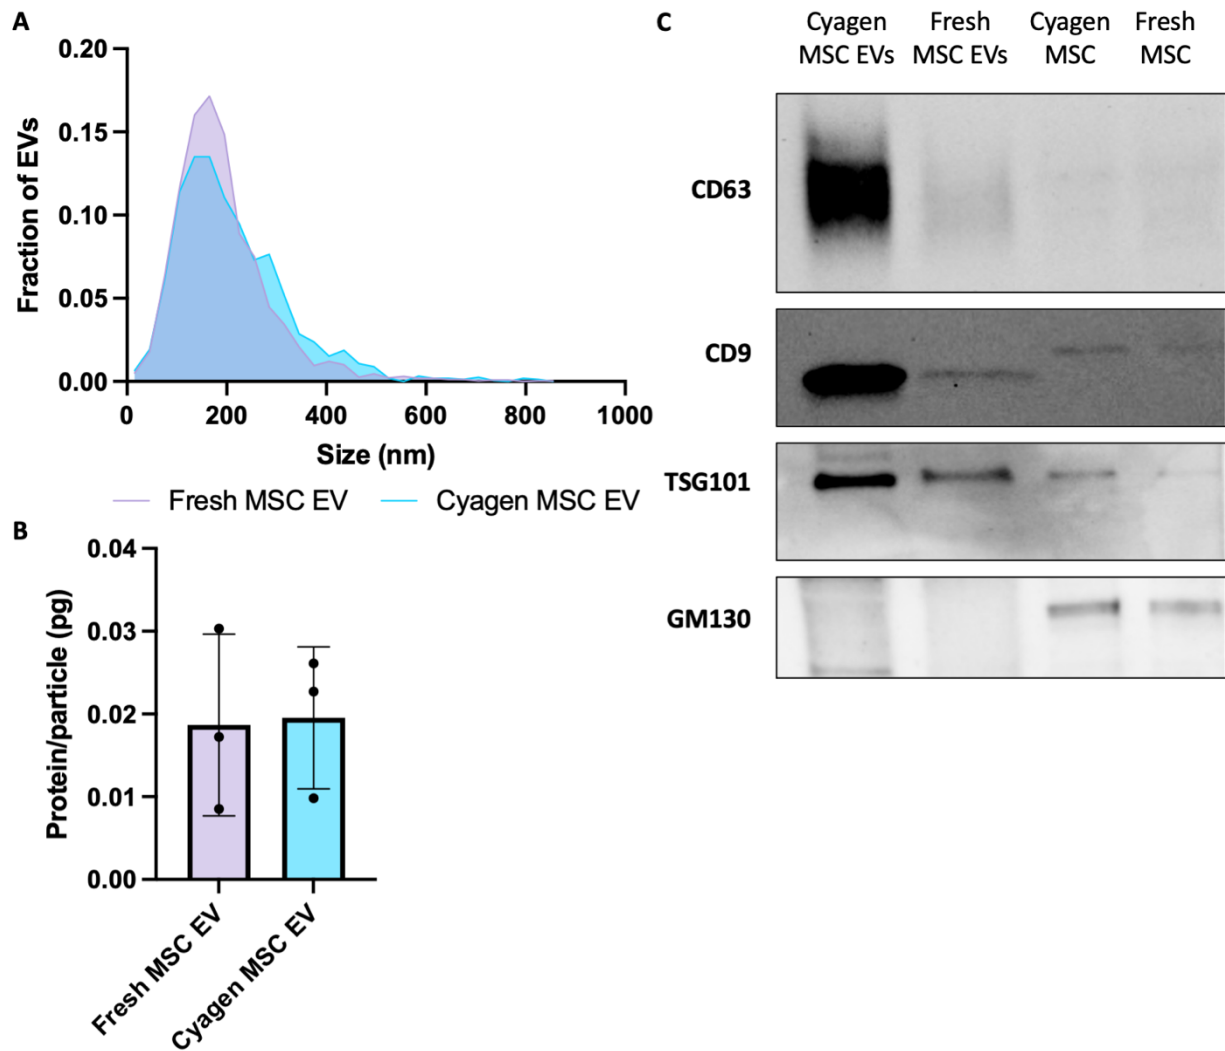 A
0.20
0.15
0.10
0.05
0.00
Fraction of EVs
0 200 400 600 800 1000
Size (nm)
Fresh MSC EV Cyagen MSC EV
B
0.04
0.03
0.02
0.01
0.00
Protein/particle (pg)
Fresh MSC EV
Cyagen MSC EV
C
Cyagen Fresh Cyagen Fresh
MSC EVs MSC EVs MSC MSC
CD63
CD9
TSG101
GM130